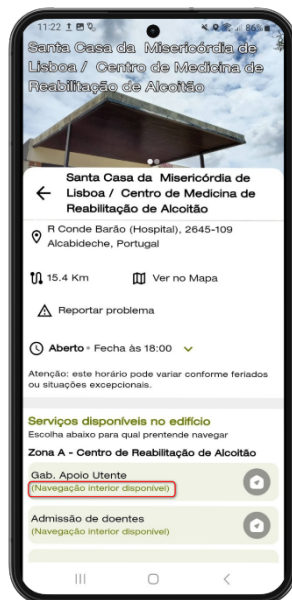 11:22
86%
Santa Casa da Misericórdia de
Lisboa / Centro de Medicina de
Reabilitação de Alcoitão
Santa Casa da Misericórdia de
Lisboa / Centro de Medicina de
Reabilitação de Alcoitão
R Conde Barão (Hospital), 2645-109
Alcabideche, Portugal
15.4 Km Ver no Mapa
Reportar problema
Aberto • Fecha às 18:00
Atenção: este horário pode variar conforme feriados
ou situações excepcionais.
Serviços disponíveis no edifício
Escolha abaixo para qual prentende navegar
Zona A - Centro de Reabilitação de Alcoitão
Gab. Apoio Utente
(Navegação interior disponível)
Admissão de doentes
(Navegação interior disponível)